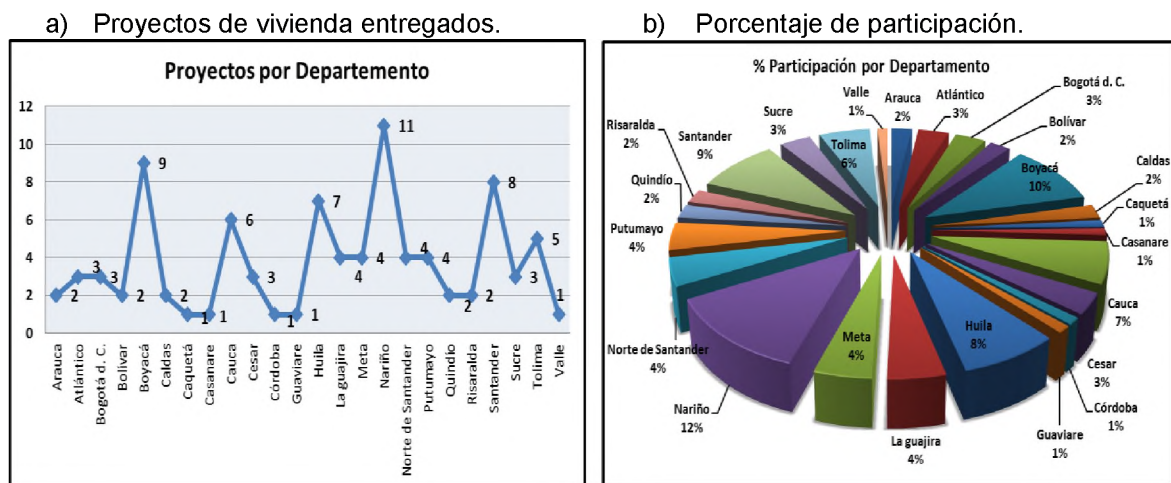 a) Proyectos de vivienda entregados.
Proyectos por Departemento
12
10
8
6
4
2
0
2
3
3
2
9
2
1
1
6
3
1
1
7
4
4
11
4
4
2
2
8
3
5
1
Arauca
Atlántico
Bogotá d. C.
Bolívar
Boyacá
Caldas
Caquetá
Casanare
Cauca
Cesar
Córdoba
Guaviare
Huila
La guajira
Meta
Nariño
Norte de Santander
Putumayo
Quindío
Risaralda
Santander
Sucre
Tolima
Valle
b) Porcentaje de participación.
% Participación por Departamento
Arauca
2%
Atlántico
3%
Bogotá d. C.
3%
Bolívar
2%
Boyacá
10%
Caldas
2%
Caquetá
1%
Casanare
1%
Cauca
7%
Cesar
3%
Córdoba
1%
Guaviare
1%
Huila
8%
La guajira
4%
Meta
4%
Nariño
12%
Norte de Santander
4%
Putumayo
4%
Quindío
2%
Risaralda
2%
Santander
9%
Sucre
3%
Tolima
6%
Valle
1%